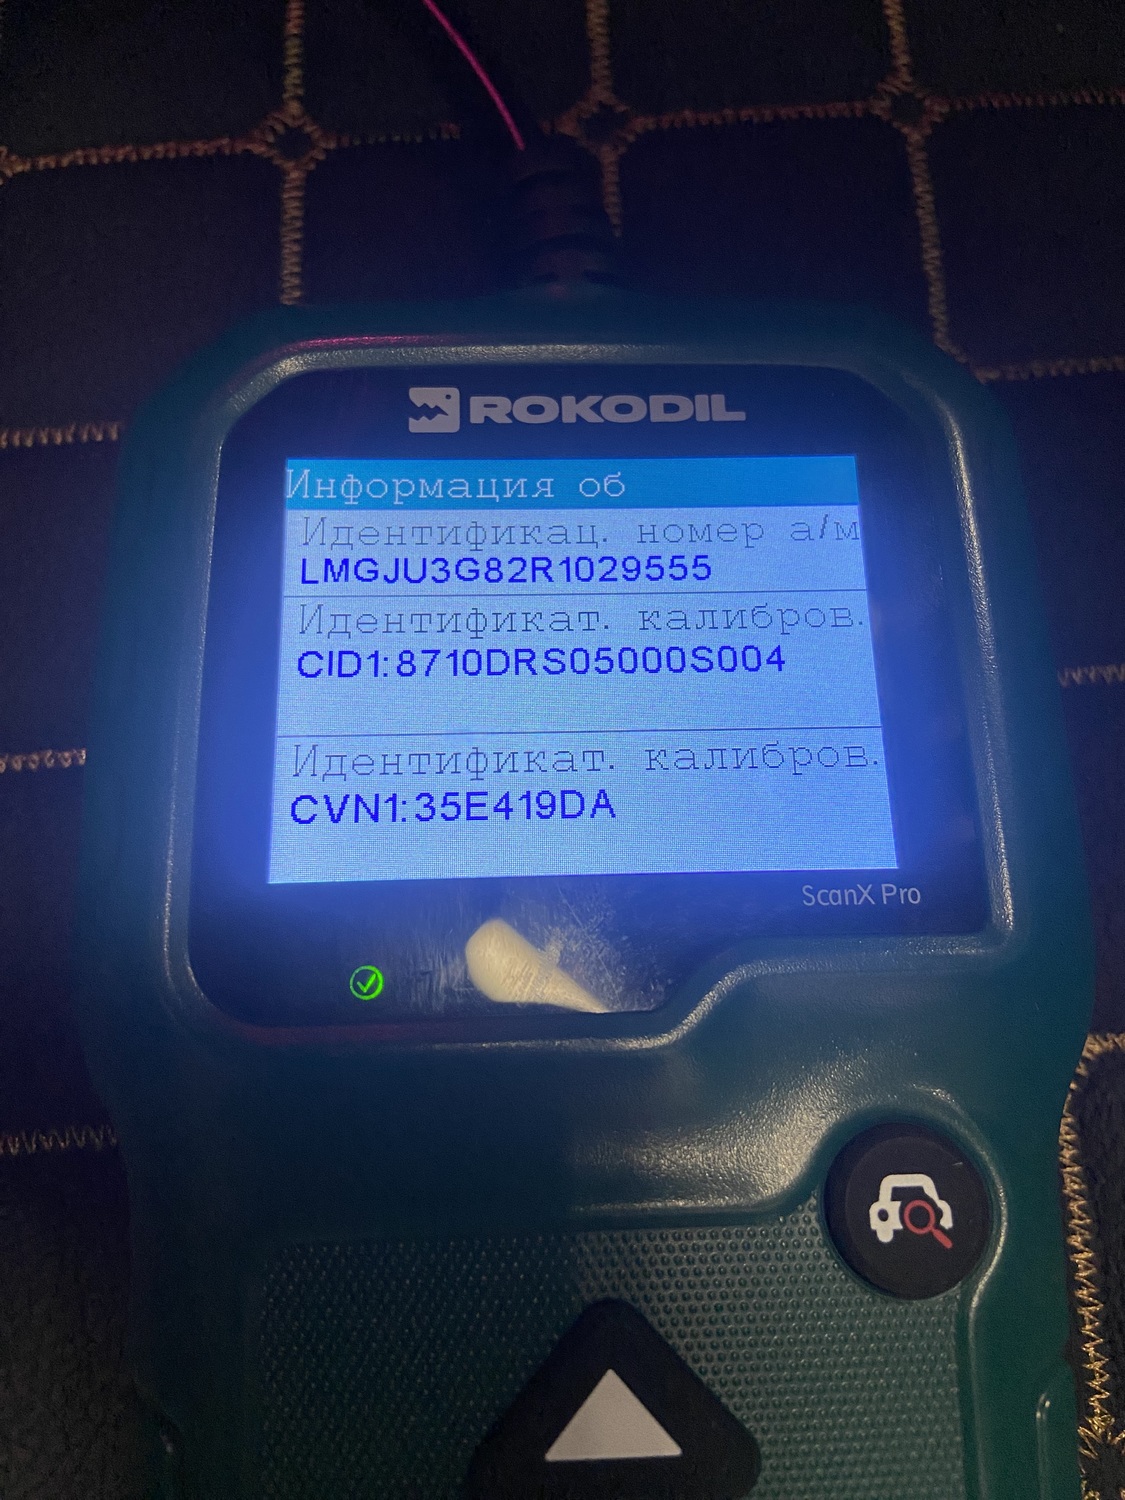 ROKODIL
Информация об
Идентификац. номер а/м
LMGJU3G82R1029555
Идентификат. калибров.
CID1:8710DRS05000S004
Идентификат. калибров.
CVN1:35E419DA
ScanX Pro